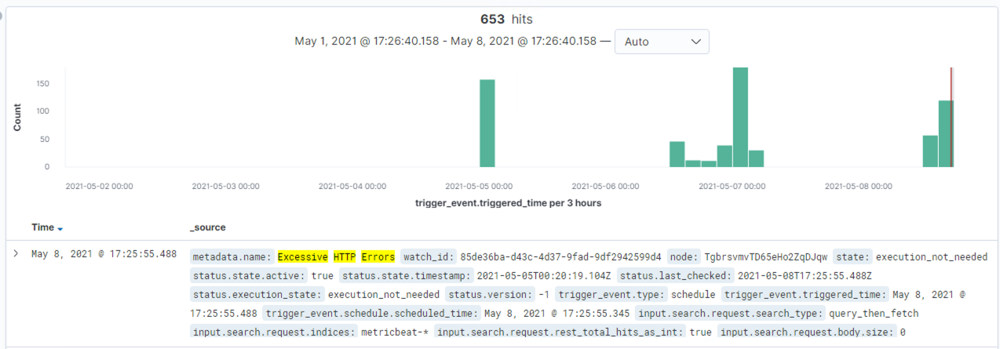 653 hits
May 1, 2021 @ 17:26:40.158 - May 8, 2021 @ 17:26:40.158 — Auto
Count
150
100
50
0
2021-05-02 00:00 2021-05-03 00:00 2021-05-04 00:00 2021-05-05 00:00 2021-05-06 00:00 2021-05-07 00:00 2021-05-08 00:00
trigger_event.triggered_time per 3 hours
Time _source
May 8, 2021 @ 17:25:55.488 metadata.name: Excessive HTTP Errors watch_id: 85de36ba-d43c-4d37-9fad-9df2942599d4 node: TgbrsvmvTD65eHo2ZqDJqw state: execution_not_needed
status.state.active: true status.state.timestamp: 2021-05-05T00:20:19.104Z status.last_checked: 2021-05-08T17:25:55.488Z
status.execution_state: execution_not_needed status.version: -1 trigger_event.type: schedule trigger_event.triggered_time: May 8, 2021 @
17:25:55.488 trigger_event.schedule.scheduled_time: May 8, 2021 @ 17:25:55.345 input.search.request.search_type: query_then_fetch
input.search.request.indices: metricbeat-* input.search.request.rest_total_hits_as_int: true input.search.request.body.size: 0